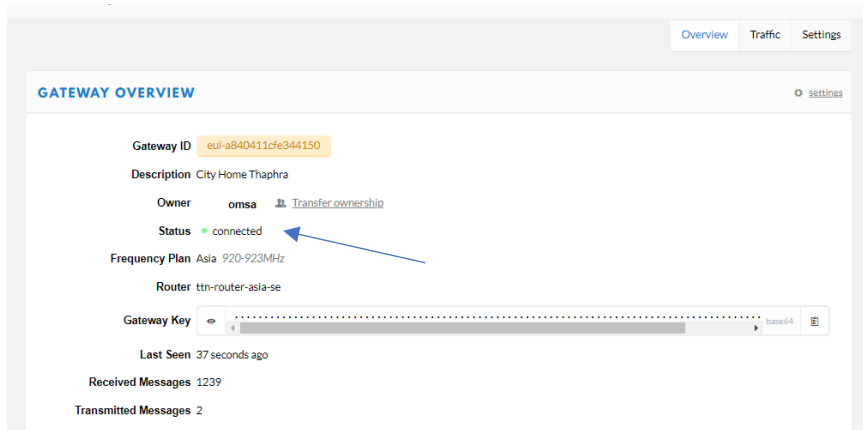 Overview Traffic Settings
GATEWAY OVERVIEW settings
Gateway ID eui-a840411cfe344150
Description City Home Thaphra
Owner omsa Transfer ownership
Status connected
Frequency Plan Asia 920-923MHz
Router ttn-router-asia-se
Gateway Key base64
Last Seen 37 seconds ago
Received Messages 1239
Transmitted Messages 2